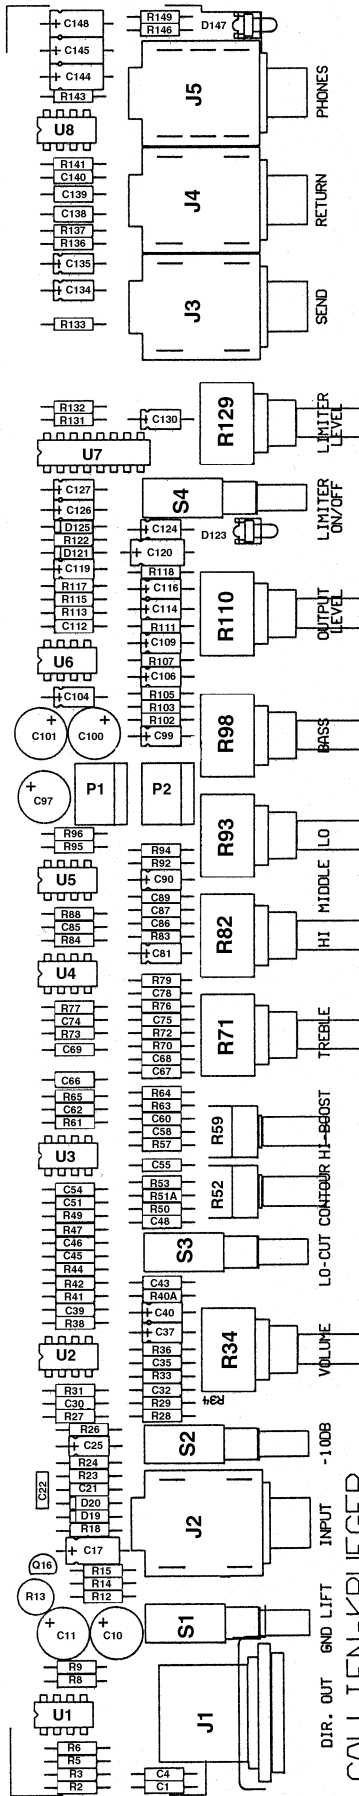 C148
C145
C144
R143
U8
R141
C140
C139
C138
R137
R136
C135
C134
R133
R149
R146
D147
J5
PHONES
J4
RETURN
J3
SEND
R132
R131
C130
R129
LIMITER
LEVEL
U7
S4
LIMITER
ON/OFF
C127
C126
D125
R122
D121
C119
R117
R115
R113
C112
U6
C104
C124
D123
C120
R118
C116
C114
R111
C109
R107
C106
R105
R103
R102
C99
R110
OUTPUT
LEVEL
C101
C100
R98
BASS
C97
P1
P2
R93
LO
R96
R95
U5
R88
C85
R84
U4
R77
C74
R73
C69
R94
R92
C90
C89
C87
C86
R83
C81
R82
HI MIDDLE
R79
C78
R76
C75
R72
R70
C68
C67
R71
TREBLE
C66
R65
C62
R61
U3
R64
R63
C60
C58
R57
R59
HI-BOOST
C55
R53
R51A
R50
C48
R52
CONTOUR
C54
C51
R49
R47
C46
C45
R44
R42
R41
C39
R38
U2
S3
LO-CUT
C43
R40A
C40
C37
R36
C35
R33
C32
R29
R28
R34
R34
VOLUME
R31
C30
R27
R26
C25
R24
R23
C21
D20
D19
R18
C22
C17
S2
-10DB
J2
INPUT
Q16
R15
R14
R12
R13
C11
C10
S1
GND LIFT
R9
R8
U1
R6
R5
R3
R2
C4
C1
J1
DIR. OUT
GALLIEN-KRUEGER